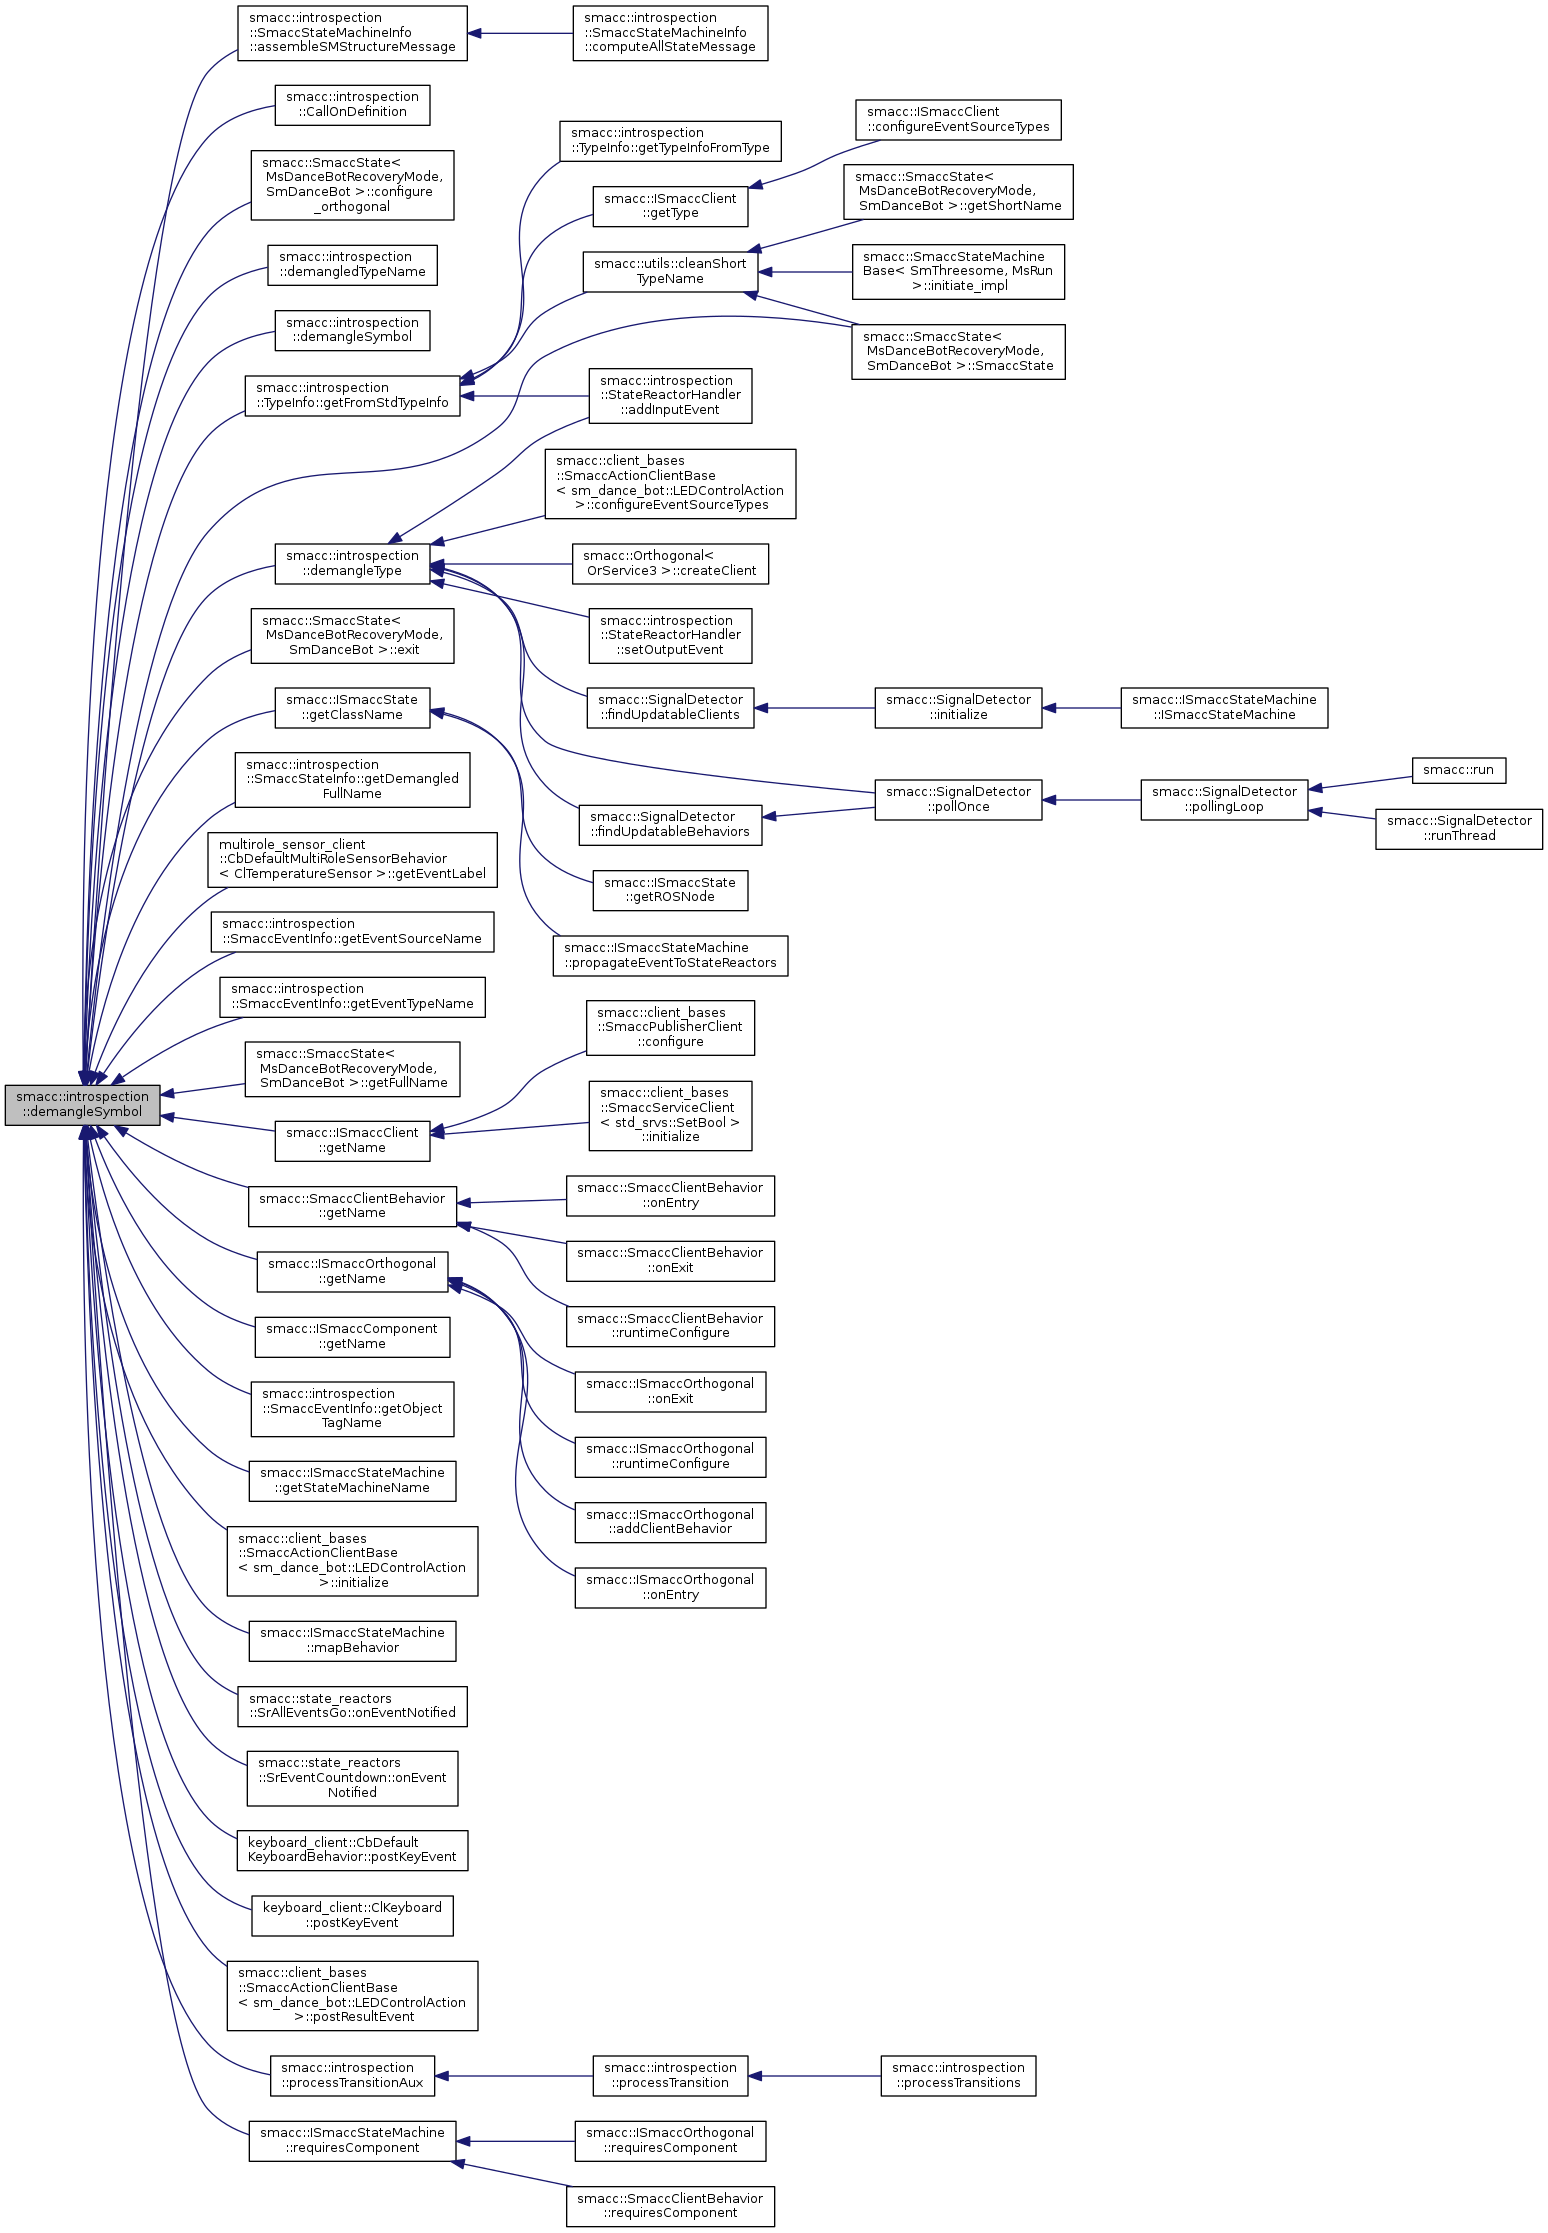 smacc::introspection
::demangleSymbol
smacc::introspection
::SmaccStateMachineInfo
::assembleSMStructureMessage
smacc::introspection
::SmaccStateMachineInfo
::computeAllStateMessage
smacc::introspection
::CallOnDefinition
smacc::SmaccState<
MsDanceBotRecoveryMode,
SmDanceBot >::configure
_orthogonal
smacc::introspection
::demangledTypeName
smacc::introspection
::demangleSymbol
smacc::introspection
::TypeInfo::getFromStdTypeInfo
smacc::introspection
::TypeInfo::getTypeInfoFromType
smacc::ISmaccClient
::getType
smacc::ISmaccClient
::configureEventSourceTypes
smacc::utils::cleanShort
TypeName
smacc::SmaccState<
MsDanceBotRecoveryMode,
SmDanceBot >::getShortName
smacc::SmaccStateMachine
Base< SmThreesome, MsRun
>::initiate_impl
smacc::SmaccState<
MsDanceBotRecoveryMode,
SmDanceBot >::SmaccState
smacc::introspection
::StateReactorHandler
::addInputEvent
smacc::introspection
::demangleType
smacc::client_bases
::SmaccActionClientBase
< sm_dance_bot::LEDControlAction
>::configureEventSourceTypes
smacc::Orthogonal<
OrService3 >::createClient
smacc::introspection
::StateReactorHandler
::setOutputEvent
smacc::SignalDetector
::findUpdatableClients
smacc::SignalDetector
::initialize
smacc::ISmaccStateMachine
::ISmaccStateMachine
smacc::SignalDetector
::findUpdatableBehaviors
smacc::SignalDetector
::pollOnce
smacc::SignalDetector
::pollingLoop
smacc::run
smacc::SignalDetector
::runThread
smacc::SmaccState<
MsDanceBotRecoveryMode,
SmDanceBot >::exit
smacc::ISmaccState
::getClassName
smacc::ISmaccState
::getROSNode
smacc::ISmaccStateMachine
::propagateEventToStateReactors
smacc::introspection
::SmaccStateInfo::getDemangled
FullName
multirole_sensor_client
::CbDefaultMultiRoleSensorBehavior
< ClTemperatureSensor >::getEventLabel
smacc::introspection
::SmaccEventInfo::getEventSourceName
smacc::introspection
::SmaccEventInfo::getEventTypeName
smacc::SmaccState<
MsDanceBotRecoveryMode,
SmDanceBot >::getFullName
smacc::ISmaccClient
::getName
smacc::client_bases
::SmaccPublisherClient
::configure
smacc::client_bases
::SmaccServiceClient
< std_srvs::SetBool >
::initialize
smacc::SmaccClientBehavior
::getName
smacc::SmaccClientBehavior
::onEntry
smacc::SmaccClientBehavior
::onExit
smacc::SmaccClientBehavior
::runtimeConfigure
smacc::ISmaccOrthogonal
::getName
smacc::ISmaccOrthogonal
::onExit
smacc::ISmaccOrthogonal
::runtimeConfigure
smacc::ISmaccOrthogonal
::addClientBehavior
smacc::ISmaccOrthogonal
::onEntry
smacc::ISmaccComponent
::getName
smacc::introspection
::SmaccEventInfo::getObject
TagName
smacc::ISmaccStateMachine
::getStateMachineName
smacc::client_bases
::SmaccActionClientBase
< sm_dance_bot::LEDControlAction
>::initialize
smacc::ISmaccStateMachine
::mapBehavior
smacc::state_reactors
::SrAllEventsGo::onEventNotified
smacc::state_reactors
::SrEventCountdown::onEvent
Notified
keyboard_client::CbDefault
KeyboardBehavior::postKeyEvent
keyboard_client::ClKeyboard
::postKeyEvent
smacc::client_bases
::SmaccActionClientBase
< sm_dance_bot::LEDControlAction
>::postResultEvent
smacc::introspection
::processTransitionAux
smacc::introspection
::processTransition
smacc::introspection
::processTransitions
smacc::ISmaccStateMachine
::requiresComponent
smacc::ISmaccOrthogonal
::requiresComponent
smacc::SmaccClientBehavior
::requiresComponent